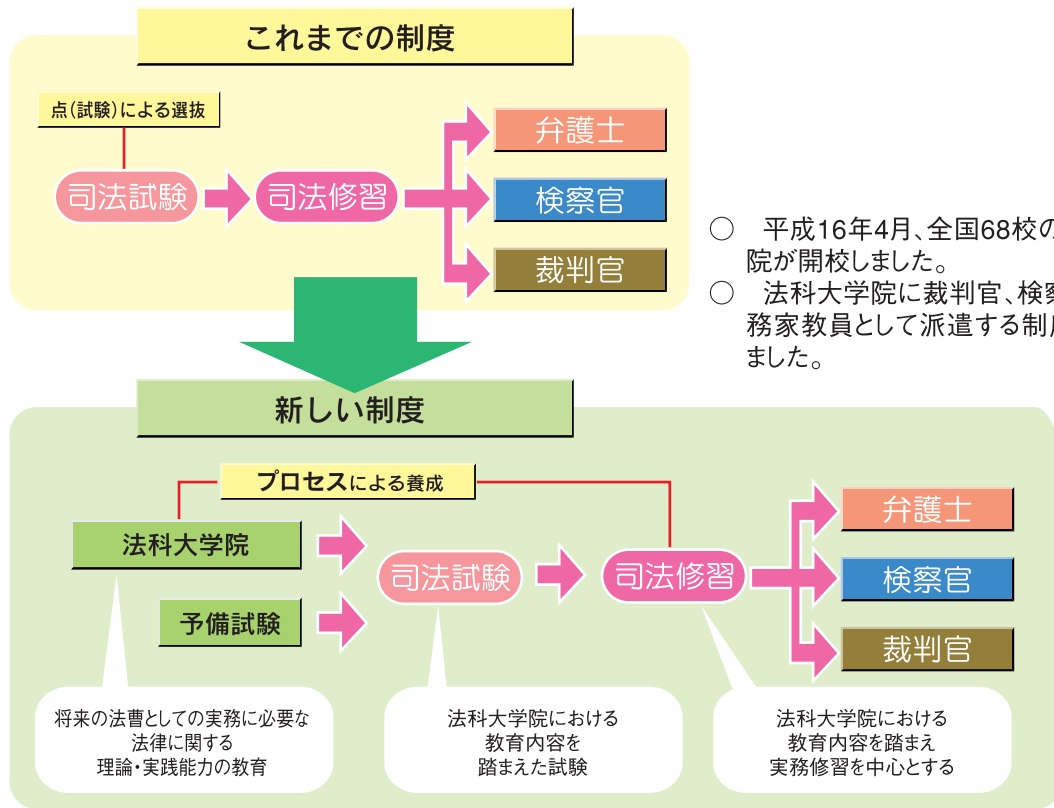 これまでの制度
点(試験)による選抜
司法試験
司法修習
弁護士
検察官
裁判官
○　平成16年4月、全国68校の
院が開校しました。
○　法科大学院に裁判官、検察
務家教員として派遣する制度
ました。
新しい制度
プロセスによる養成
法科大学院
予備試験
司法試験
司法修習
弁護士
検察官
裁判官
将来の法曹としての実務に必要な
法律に関する
理論・実践能力の教育
法科大学院における
教育内容を
踏まえた試験
法科大学院における
教育内容を踏まえ
実務修習を中心とする